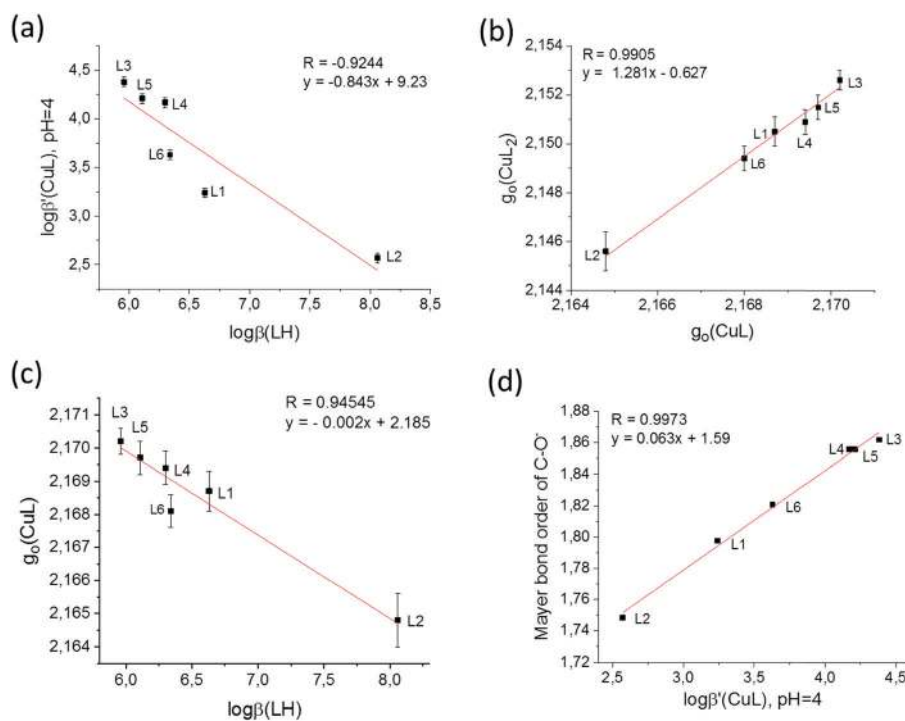 (a)
R = -0.9244
y = -0.843x + 9.23
logβ'(CuL), pH=4
4,5
4,0
3,5
3,0
2,5
L3
L5
L4
L6
L1
L2
6,0 6,5 7,0 7,5 8,0 8,5
logβ(LH)
(b)
R = 0.9905
y = 1.281x - 0.627
g₀(CuL₂)
2,154
2,152
2,150
2,148
2,146
2,144
L3
L5
L1
L4
L6
L2
2,164 2,166 2,168 2,170
g₀(CuL)
(c)
R = 0.94545
y = - 0.002x + 2.185
g₀(CuL)
2,171
2,170
2,169
2,168
2,167
2,166
2,165
2,164
L3
L5
L4
L1
L6
L2
6,0 6,5 7,0 7,5 8,0
logβ(LH)
(d)
R = 0.9973
y = 0.063x + 1.59
Mayer bond order of C-O⁻
1,88
1,86
1,84
1,82
1,80
1,78
1,76
1,74
1,72
L3
L4
L5
L6
L1
L2
2,5 3,0 3,5 4,0 4,5
logβ'(CuL), pH=4